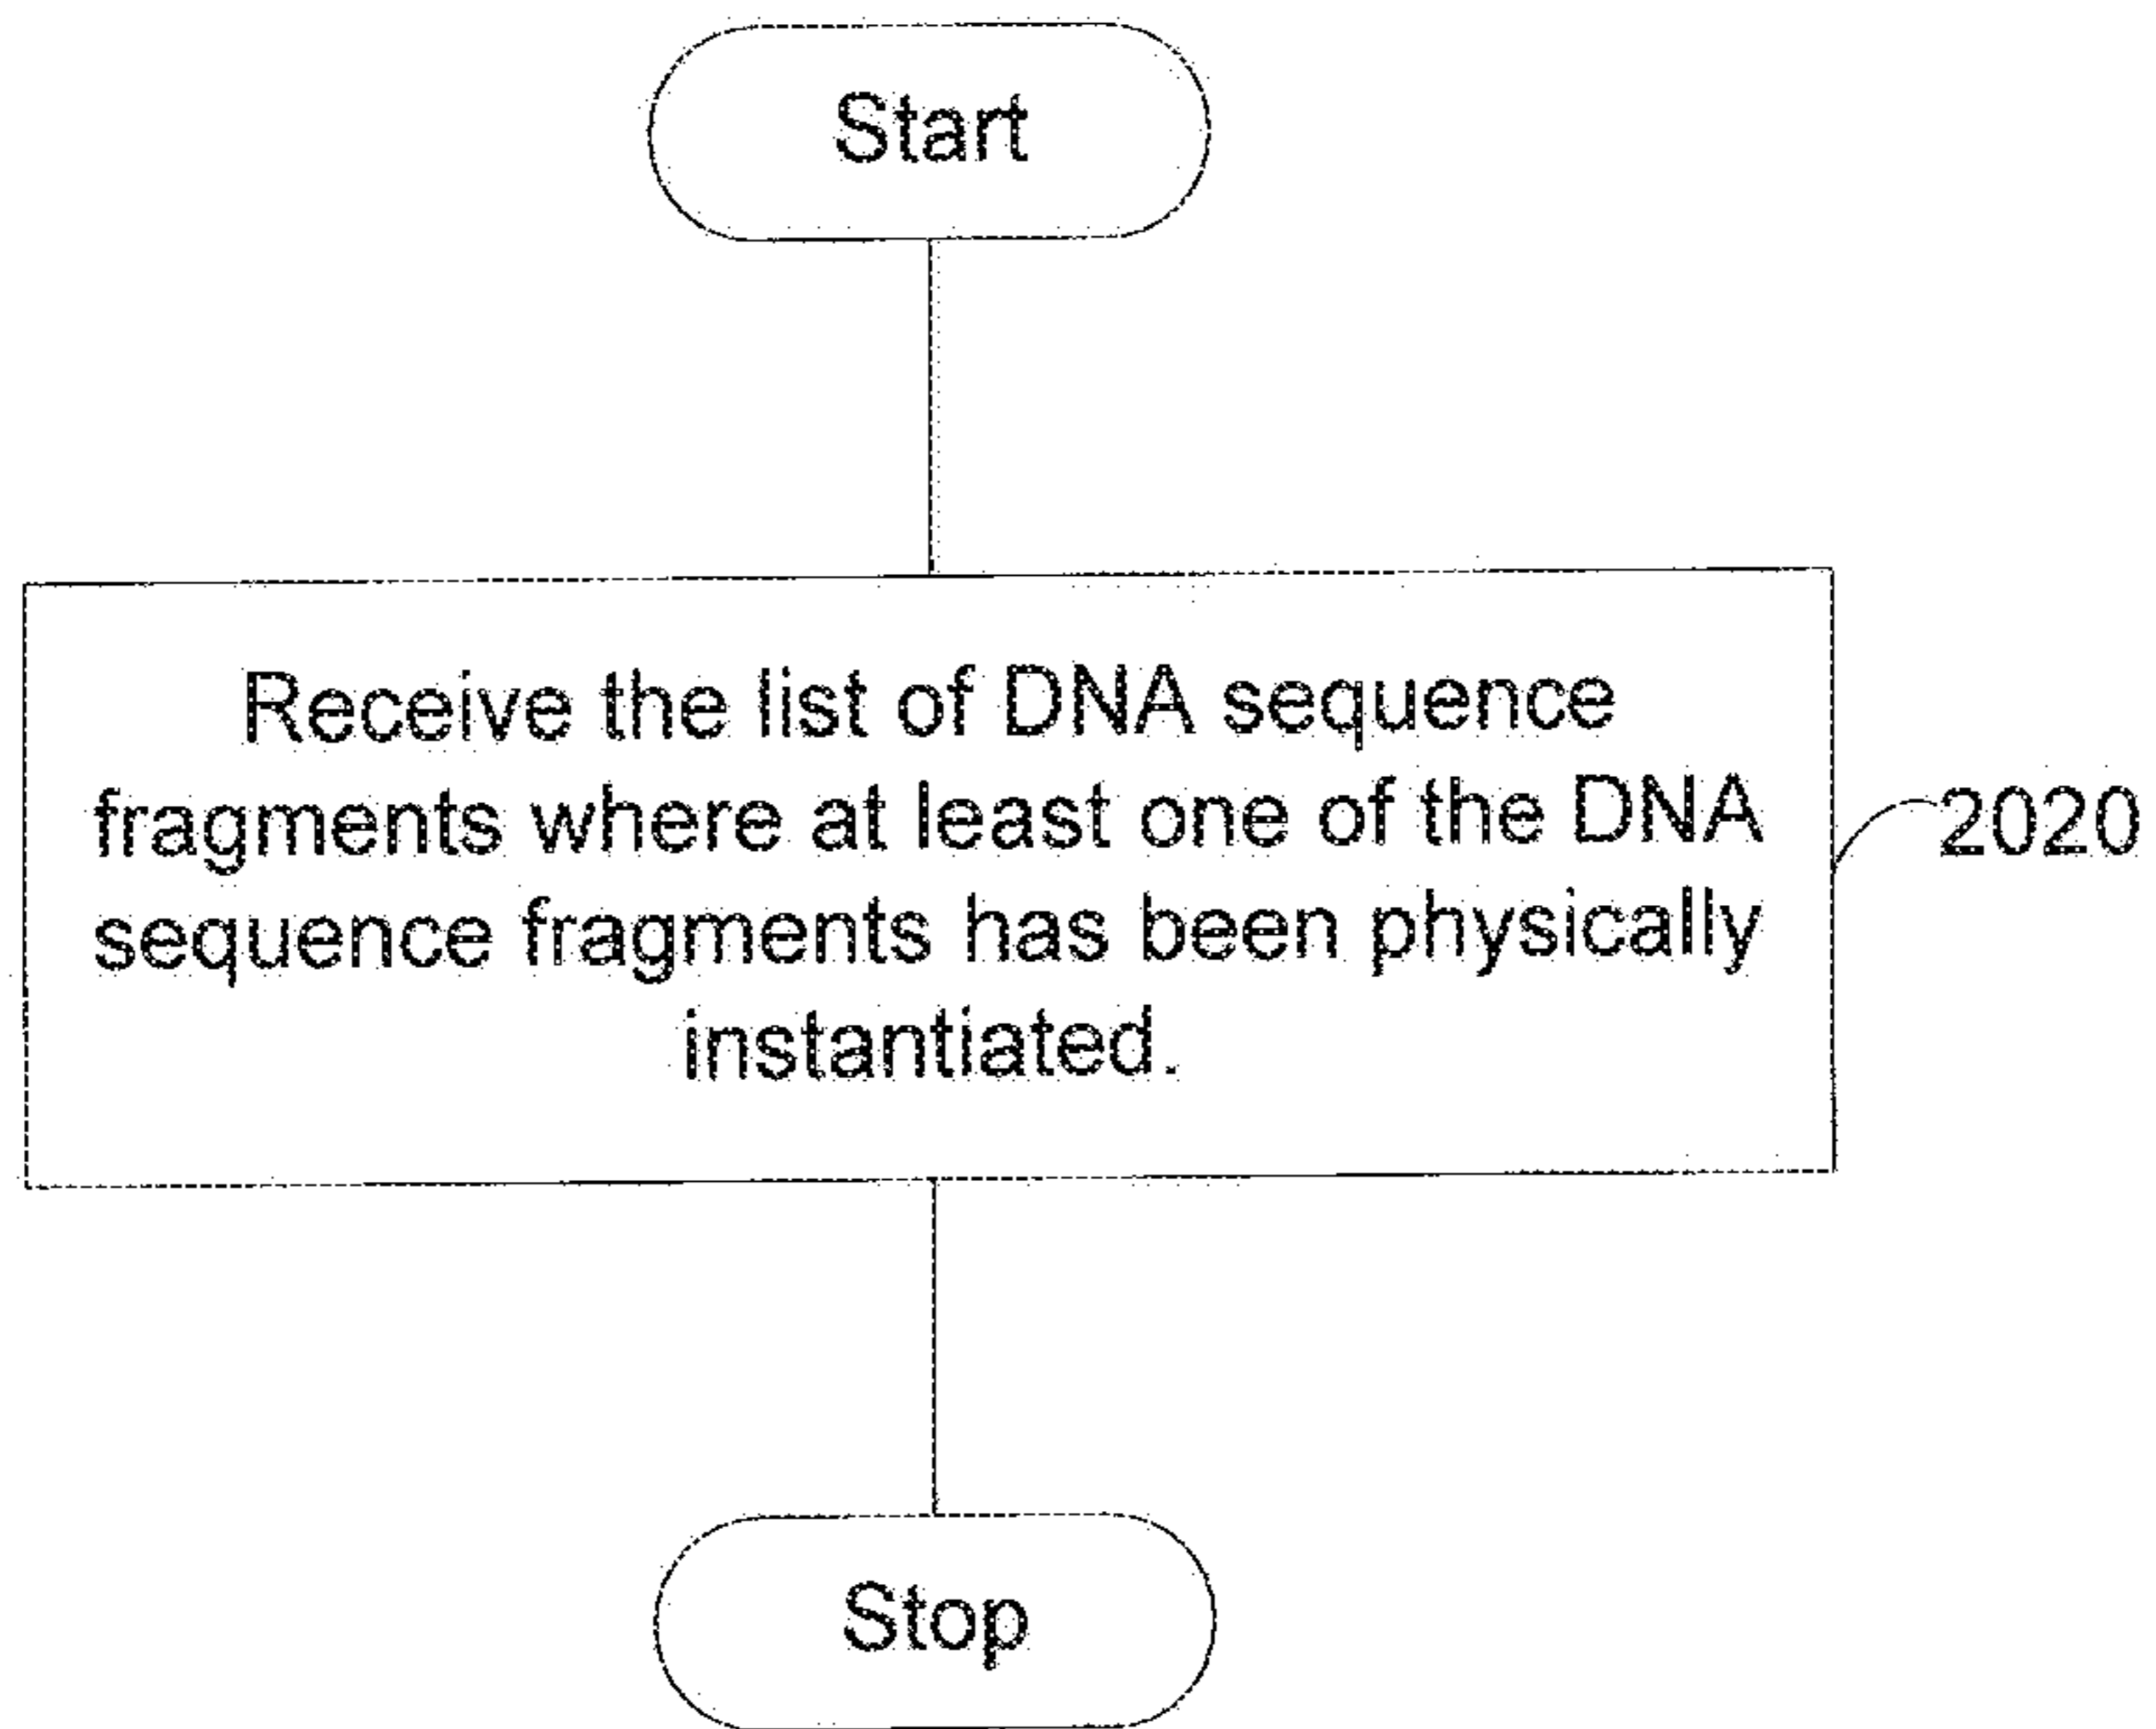 Start
Receive the list of DNA sequence
fragments where at least one of the DNA
sequence fragments has been physically
instantiated.
2020
Stop